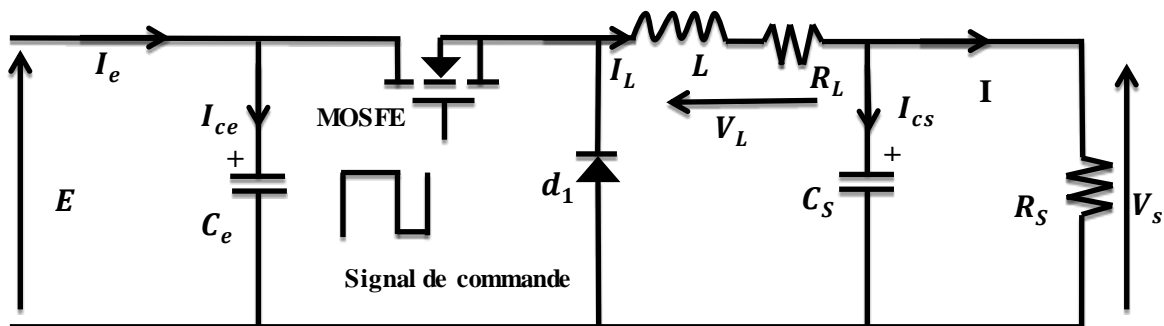 I_e
I_L
L
R_L
I
I_ce
MOSFE
V_L
I_cs
+
+
E
d_1
C_e
C_S
R_S
V_s
Signal de commande